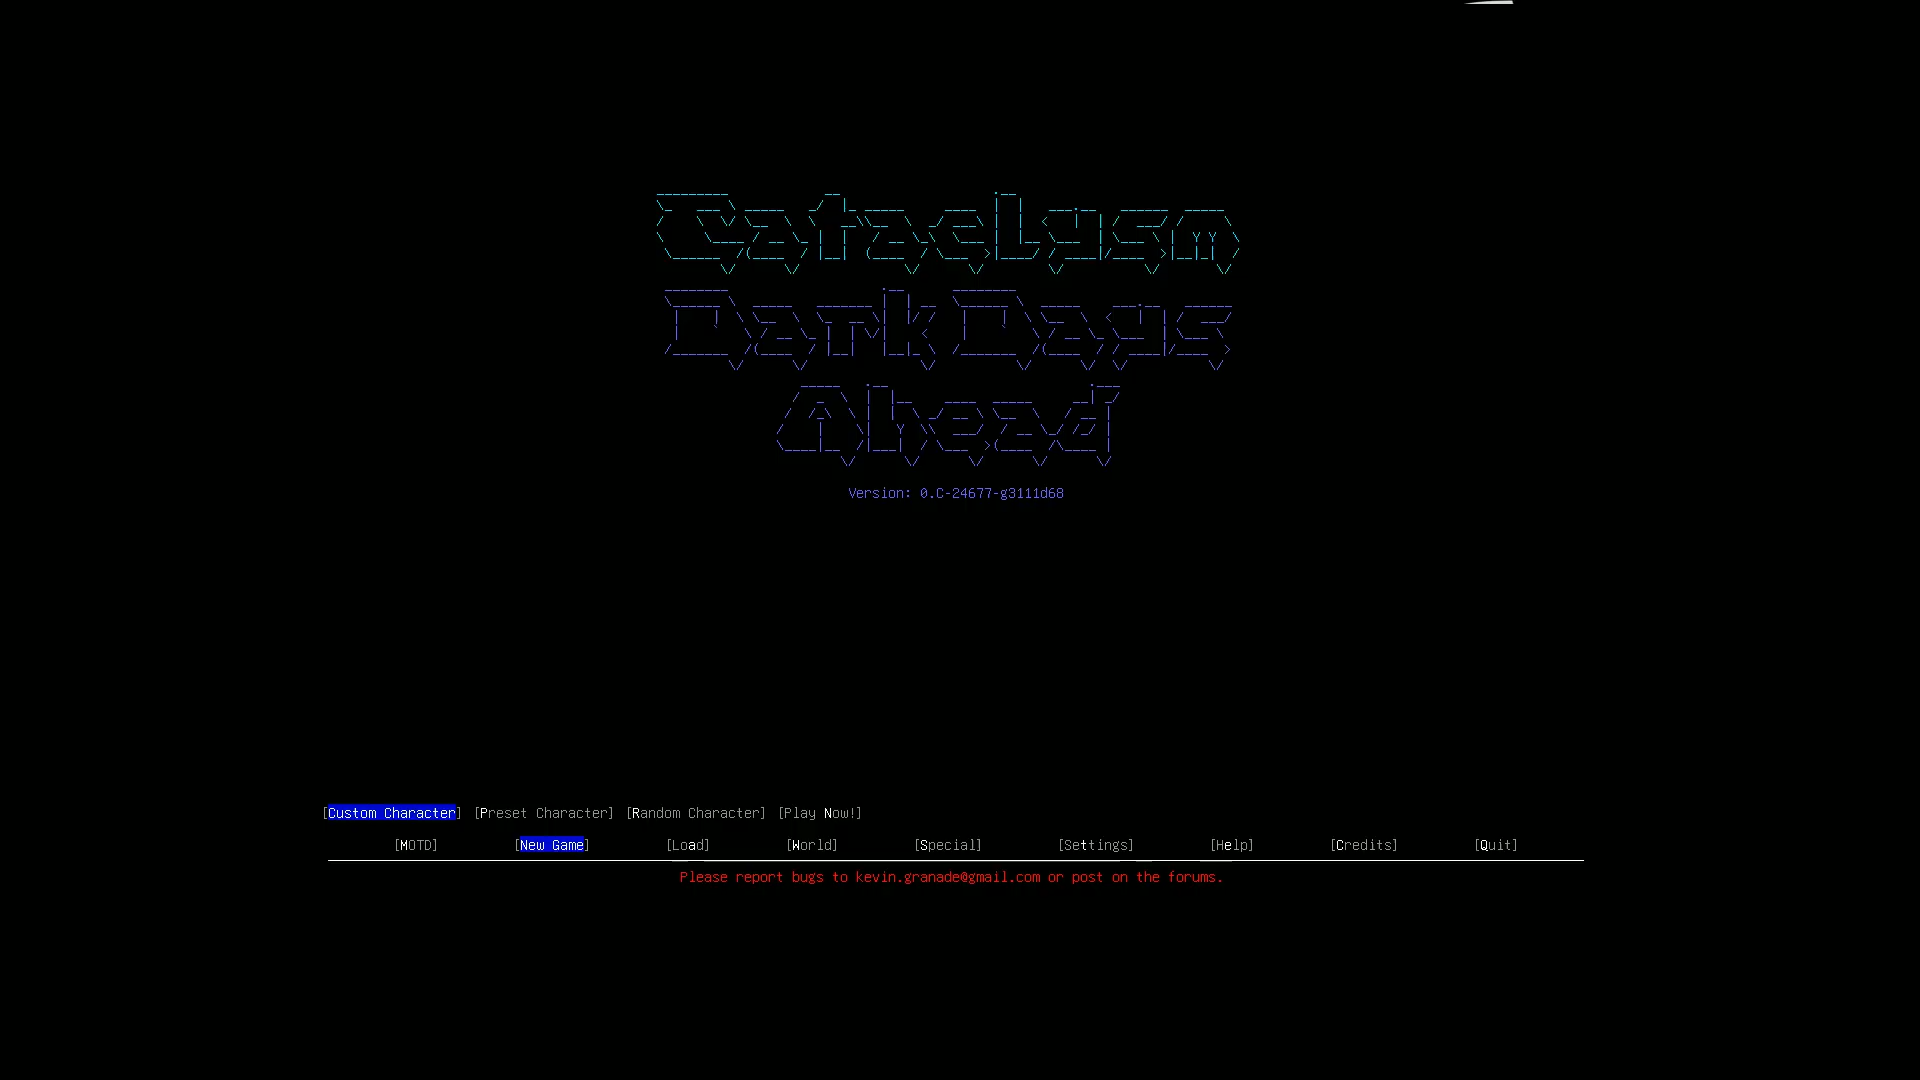 Cataclysm
Dark Days
Ahead
Version: 0.C-24677-g3111d68
[Custom Character] [Preset Character] [Random Character] [Play Now!]
[MOTD] [New Game] [Load] [World] [Special] [Settings] [Help] [Credits] [Quit]
Please report bugs to kevin.granade@gmail.com or post on the forums.